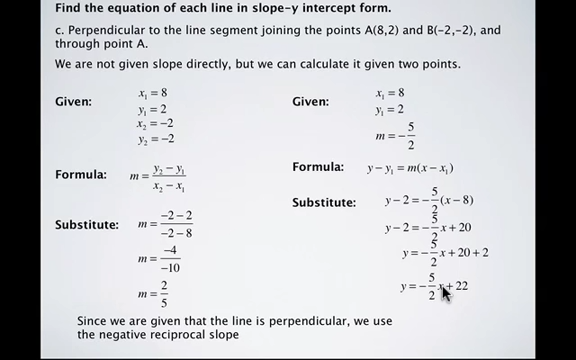 Find the equation of each line in slope-y intercept form.
c. Perpendicular to the line segment joining the points A(8,2) and B(-2,-2), and
through point A.
We are not given slope directly, but we can calculate it given two points.
Given:
x₁ = 8
y₁ = 2
x₂ = −2
y₂ = −2
Formula: m = (y₂ − y₁)/(x₂ − x₁)
Substitute: m = (−2 − 2)/(−2 − 8)
m = −4/−10
m = 2/5
Given:
x₁ = 8
y₁ = 2
m = −5/2
Formula: y − y₁ = m(x − x₁)
Substitute: y − 2 = −5/2(x − 8)
y − 2 = −5/2x + 20
y = −5/2x + 20 + 2
y = −5/2x + 22
Since we are given that the line is perpendicular, we use
the negative reciprocal slope